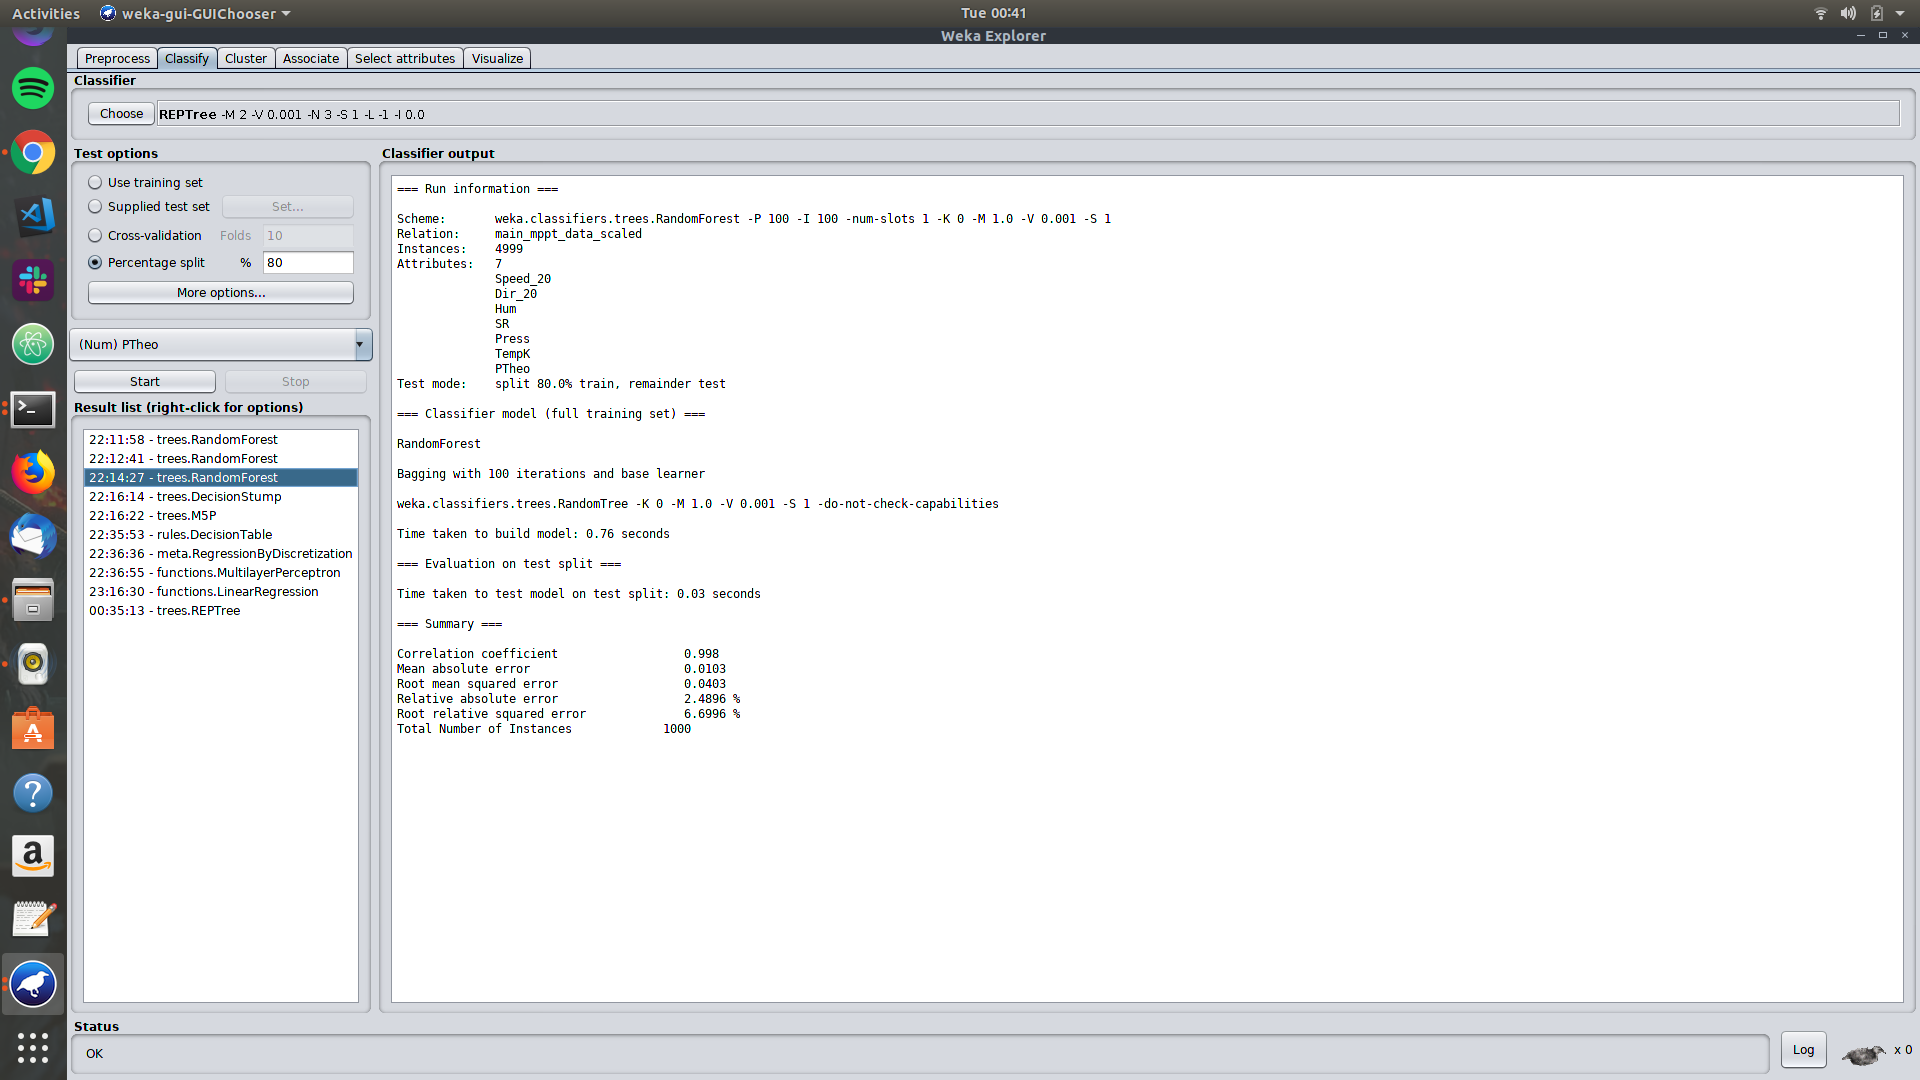 Activities weka-gui-GUIChooser Tue 00:41
Weka Explorer
Preprocess Classify Cluster Associate Select attributes Visualize
Classifier
Choose REPTree -M 2 -V 0.001 -N 3 -S 1 -L -1 -I 0.0
Test options
Use training set
Supplied test set Set...
Cross-validation Folds 10
Percentage split % 80
More options...
(Num) PTheo
Start Stop
Result list (right-click for options)
22:11:58 - trees.RandomForest
22:12:41 - trees.RandomForest
22:14:27 - trees.RandomForest
22:16:14 - trees.DecisionStump
22:16:22 - trees.M5P
22:35:53 - rules.DecisionTable
22:36:36 - meta.RegressionByDiscretization
22:36:55 - functions.MultilayerPerceptron
23:16:30 - functions.LinearRegression
00:35:13 - trees.REPTree
Classifier output
=== Run information ===
Scheme: weka.classifiers.trees.RandomForest -P 100 -I 100 -num-slots 1 -K 0 -M 1.0 -V 0.001 -S 1
Relation: main_mppt_data_scaled
Instances: 4999
Attributes: 7
Speed_20
Dir_20
Hum
SR
Press
TempK
PTheo
Test mode: split 80.0% train, remainder test
=== Classifier model (full training set) ===
RandomForest
Bagging with 100 iterations and base learner
weka.classifiers.trees.RandomTree -K 0 -M 1.0 -V 0.001 -S 1 -do-not-check-capabilities
Time taken to build model: 0.76 seconds
=== Evaluation on test split ===
Time taken to test model on test split: 0.03 seconds
=== Summary ===
Correlation coefficient 0.998
Mean absolute error 0.0103
Root mean squared error 0.0403
Relative absolute error 2.4896 %
Root relative squared error 6.6996 %
Total Number of Instances 1000
Status
OK
Log x 0